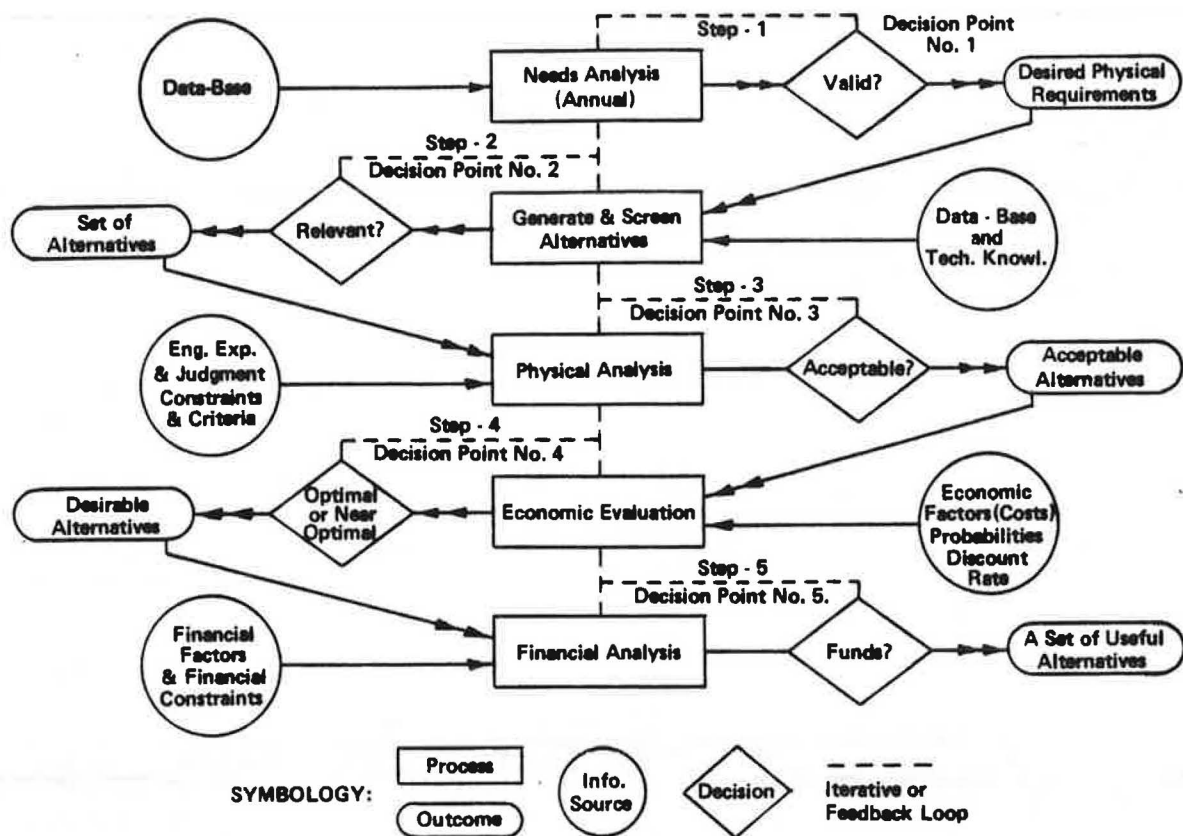 Step - 1
Decision Point
No. 1
Data-Base
Needs Analysis
(Annual)
Valid?
Desired Physical
Requirements
Step - 2
Decision Point No. 2
Set of
Alternatives
Relevant?
Generate & Screen
Alternatives
Data - Base
and
Tech. Knowl.
Step - 3
Decision Point No. 3
Eng. Exp.
& Judgment
Constraints
& Criteria
Physical Analysis
Acceptable?
Acceptable
Alternatives
Step - 4
Decision Point No. 4
Desirable
Alternatives
Optimal
or Near
Optimal
Economic Evaluation
Economic
Factors(Costs)
Probabilities
Discount
Rate
Step - 5
Decision Point No. 5.
Financial
Factors
& Financial
Constraints
Financial Analysis
Funds?
A Set of Useful
Alternatives
SYMBOLOGY:
Process
Outcome
Info.
Source
Decision
Iterative or
Feedback Loop